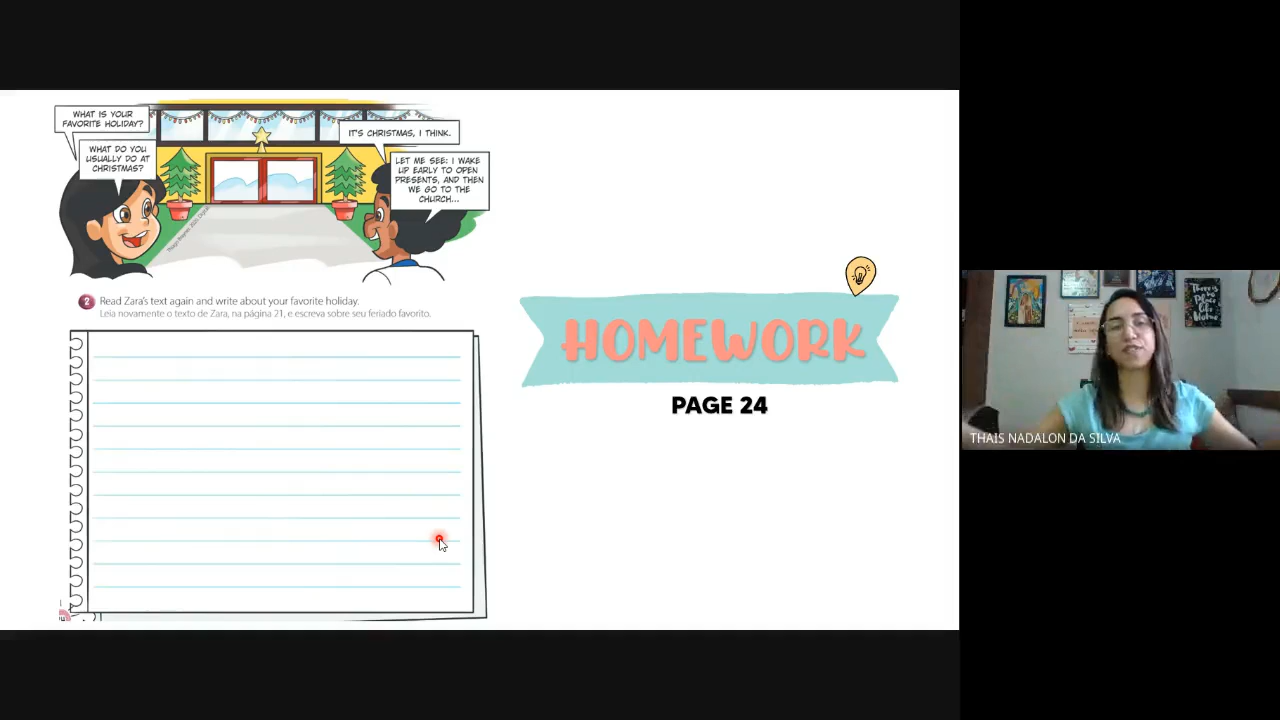 WHAT IS YOUR
FAVORITE HOLIDAY?
WHAT DO YOU
USUALLY DO AT
CHRISTMAS?
IT'S CHRISTMAS, I THINK.
LET ME SEE: I WAKE
UP EARLY TO OPEN
PRESENTS, AND THEN
WE GO TO THE
CHURCH...
2 Read Zara's text again and write about your favorite holiday.
Leia novamente o texto de Zara, na página 21, e escreva sobre seu feriado favorito.
HOMEWORK
PAGE 24
THAIS NADALON DA SILVA